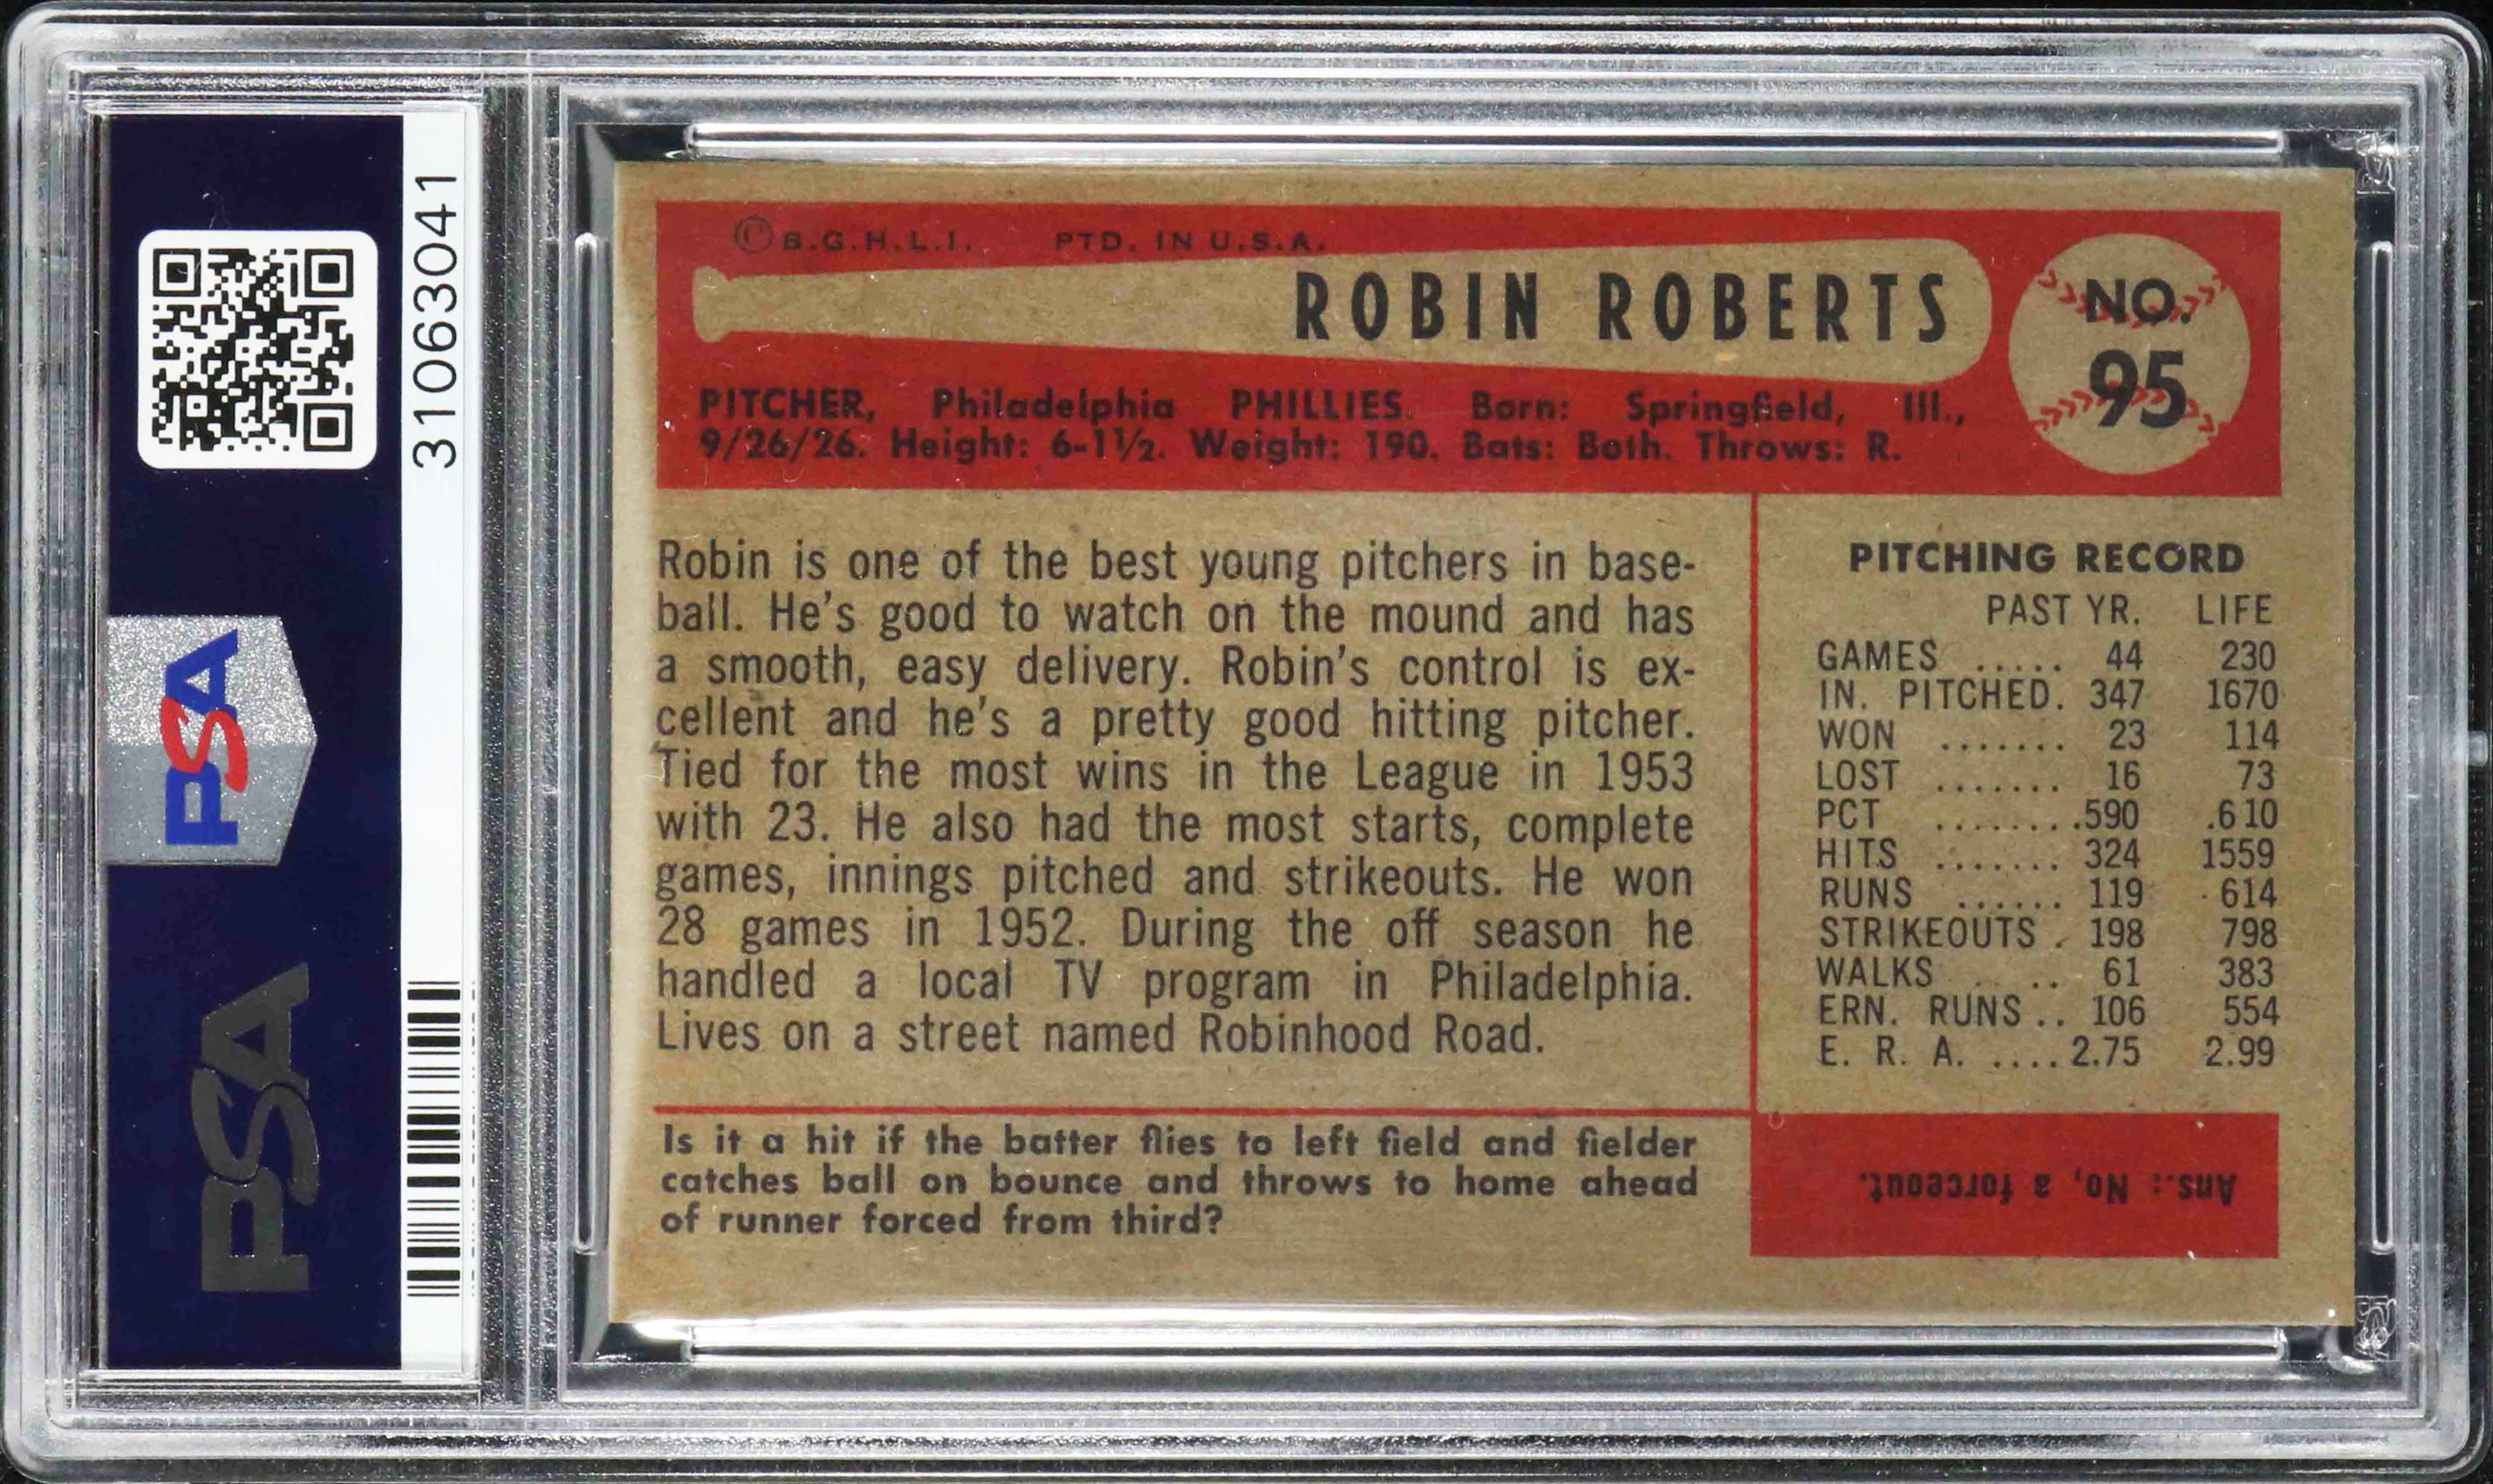 31063041
PSA
PSA
© B.G.H.L.I. PTD. IN U.S.A.
ROBIN ROBERTS
NO.
95
PITCHER, Philadelphia PHILLIES. Born: Springfield, Ill.,
9/26/26. Height: 6-1½. Weight: 190. Bats: Both. Throws: R.
Robin is one of the best young pitchers in base-
ball. He's good to watch on the mound and has
a smooth, easy delivery. Robin's control is ex-
cellent and he's a pretty good hitting pitcher.
Tied for the most wins in the League in 1953
with 23. He also had the most starts, complete
games, innings pitched and strikeouts. He won
28 games in 1952. During the off season he
handled a local TV program in Philadelphia.
Lives on a street named Robinhood Road.
PITCHING RECORD
PAST YR. LIFE
GAMES ..... 44 230
IN. PITCHED. 347 1670
WON ....... 23 114
LOST ....... 16 73
PCT ........ .590 .610
HITS ....... 324 1559
RUNS ...... 119 614
STRIKEOUTS . 198 798
WALKS .... 61 383
ERN. RUNS .. 106 554
E. R. A. .... 2.75 2.99
Is it a hit if the batter flies to left field and fielder
catches ball on bounce and throws to home ahead
of runner forced from third?
Ans.: No, a forceout.